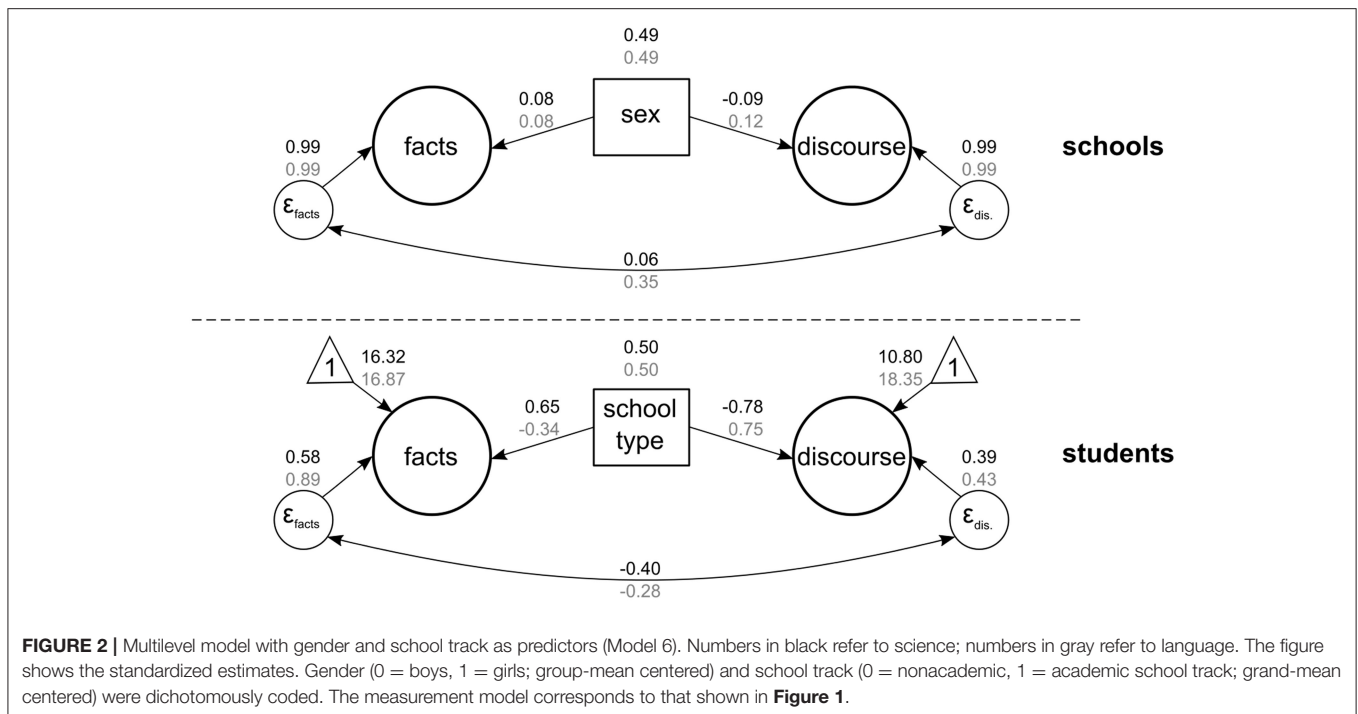 0.49
0.49
0.08
0.08
sex
-0.09
0.12
facts
discourse
schools
0.99
0.99
0.99
0.99
εfacts
εdis.
0.06
0.35
1
16.32
16.87
0.50
0.50
10.80
18.35
1
0.65
-0.34
school
type
-0.78
0.75
facts
discourse
students
0.58
0.89
0.39
0.43
εfacts
εdis.
-0.40
-0.28
FIGURE 2 | Multilevel model with gender and school track as predictors (Model 6). Numbers in black refer to science; numbers in gray refer to language. The figure
shows the standardized estimates. Gender (0 = boys, 1 = girls; group-mean centered) and school track (0 = nonacademic, 1 = academic school track; grand-mean
centered) were dichotomously coded. The measurement model corresponds to that shown in Figure 1.